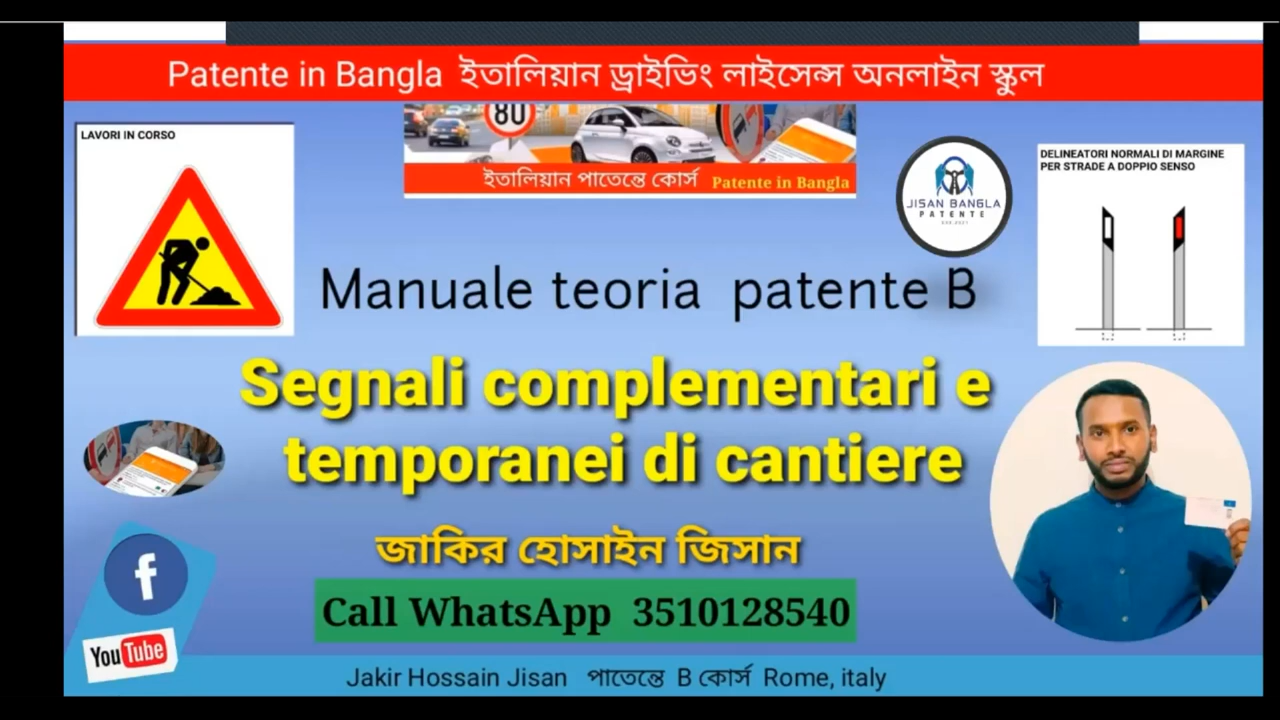 Patente in Bangla ইতালিয়ান ড্রাইভিং লাইসেন্স অনলাইন স্কুল
LAVORI IN CORSO
80
ইতালিয়ান পাতেন্তে কোর্স Patente in Bangla
JISAN BANGLA
PATENTE
DELINEATORI NORMALI DI MARGINE
PER STRADE A DOPPIO SENSO
Manuale teoria patente B
Segnali complementari e
temporanei di cantiere
জাকির হোসাইন জিসান
Call WhatsApp 3510128540
f
YouTube
Jakir Hossain Jisan পাতেন্তে B কোর্স Rome, italy